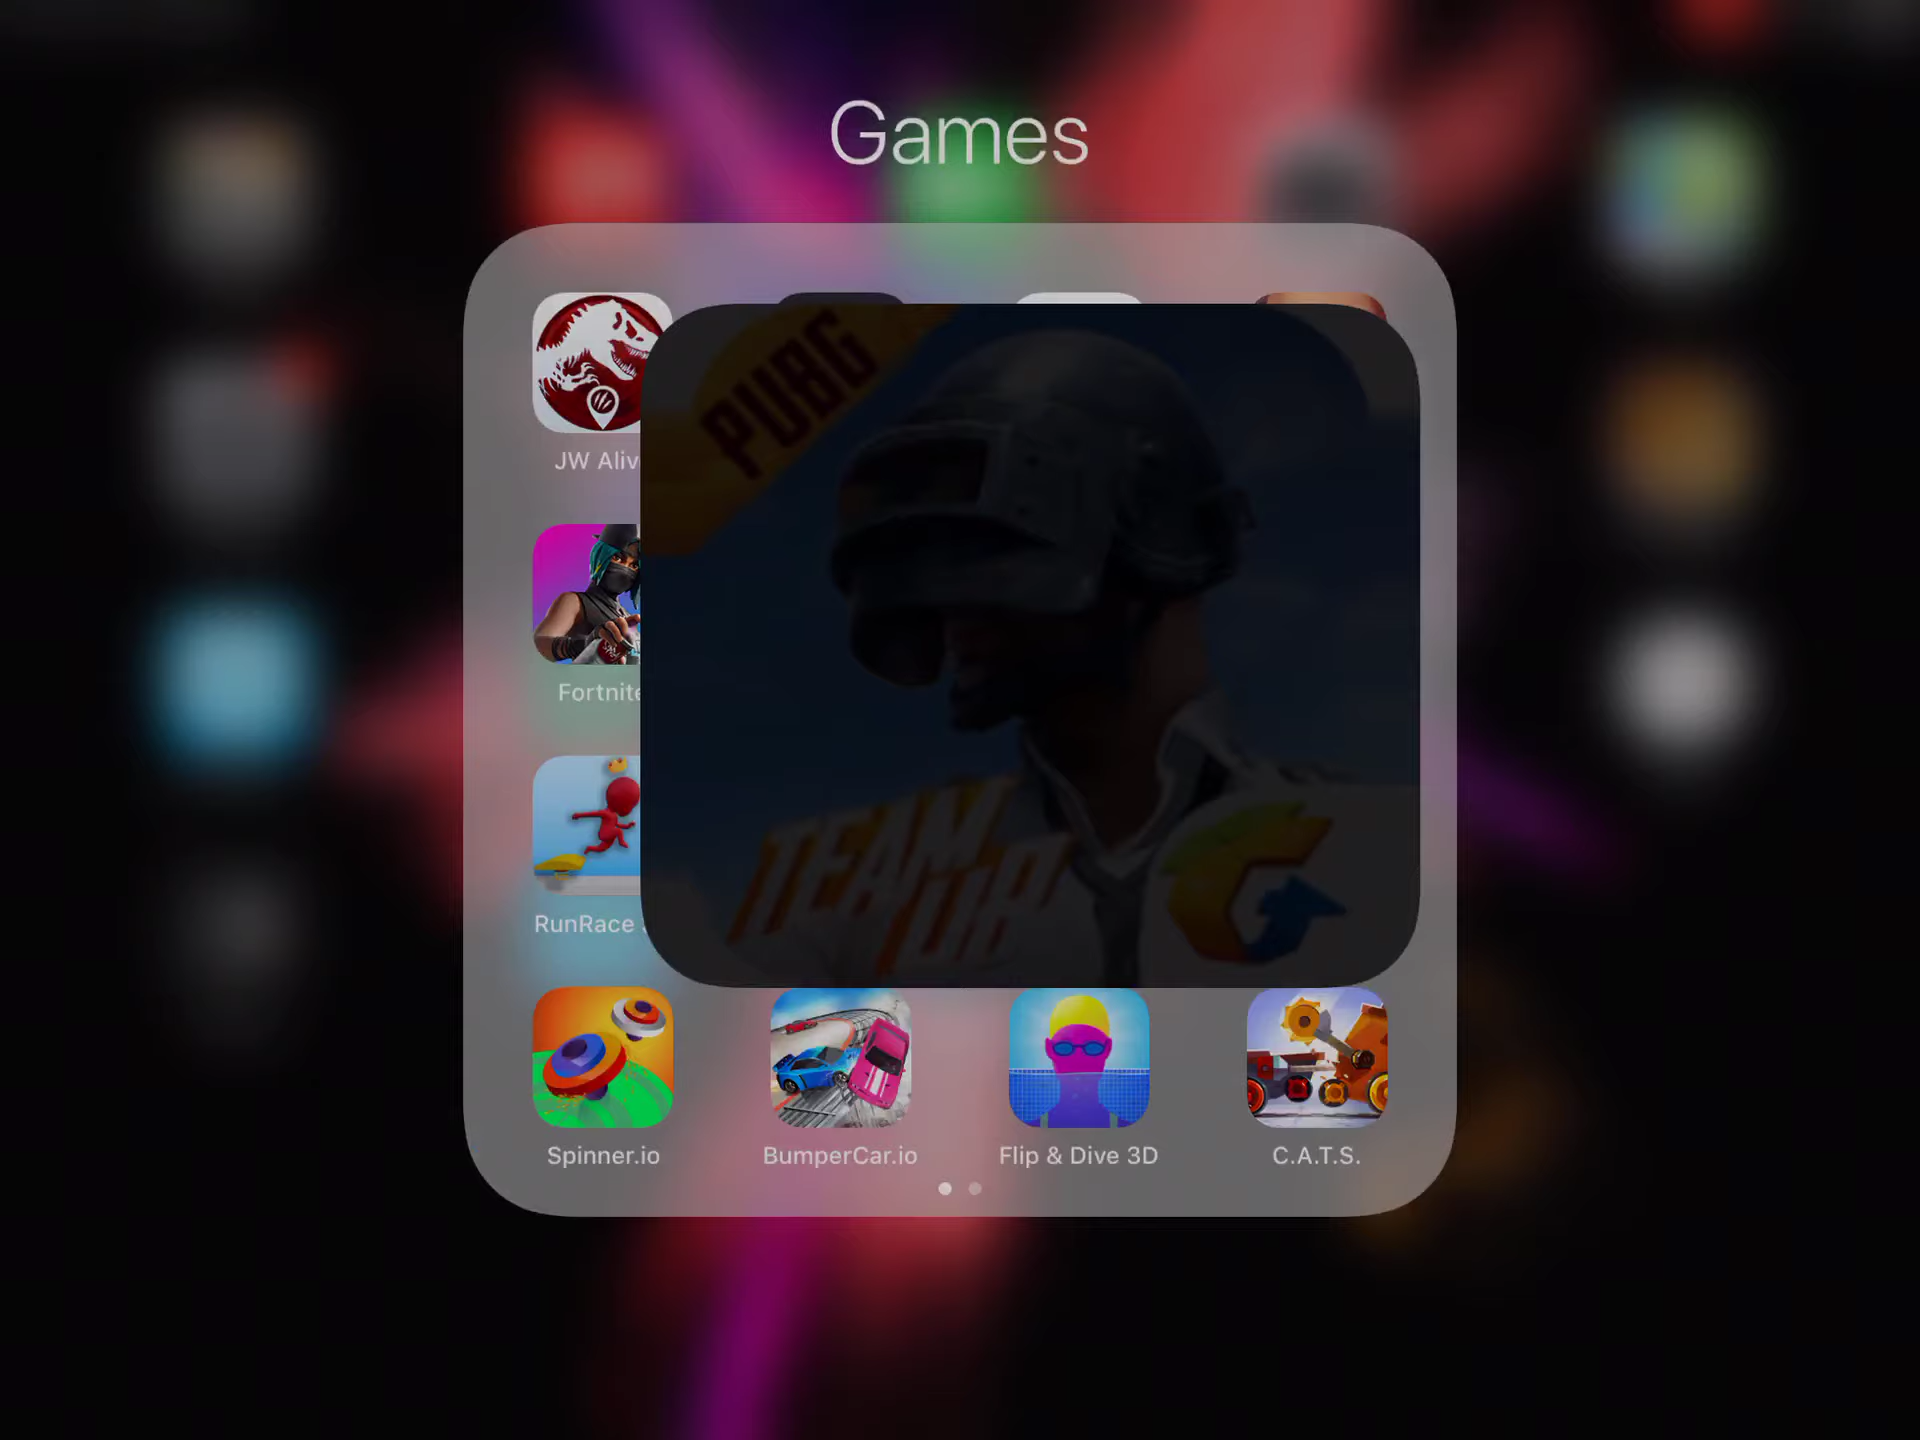 Games
JW Aliv
PUBG
Fortnite
TEAM
UP
RunRace
Spinner.io
BumperCar.io
Flip & Dive 3D
C.A.T.S.